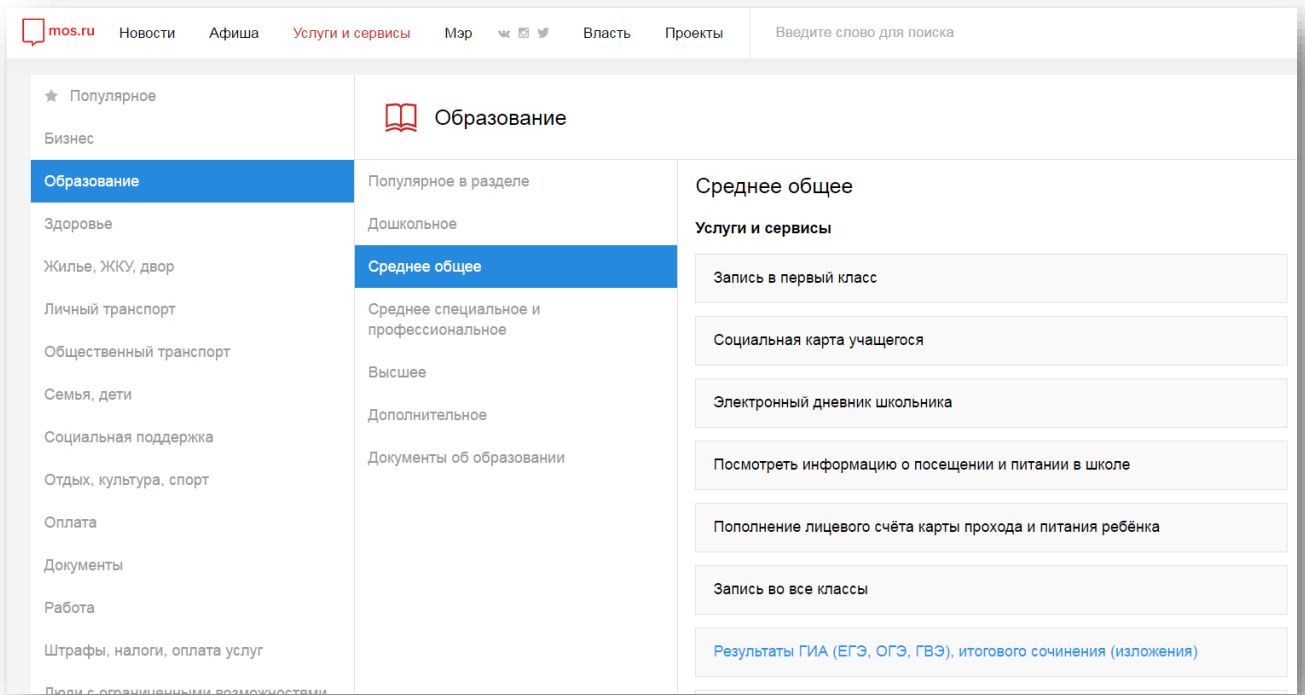 mos.ru
Новости
Афиша
Услуги и сервисы
Мэр
Власть
Проекты
Введите слово для поиска
Популярное
Бизнес
Образование
Здоровье
Жилье, ЖКУ, двор
Личный транспорт
Общественный транспорт
Семья, дети
Социальная поддержка
Отдых, культура, спорт
Оплата
Документы
Работа
Штрафы, налоги, оплата услуг
Люди с ограниченными возможностями
Образование
Популярное в разделе
Дошкольное
Среднее общее
Среднее специальное и
профессиональное
Высшее
Дополнительное
Документы об образовании
Среднее общее
Услуги и сервисы
Запись в первый класс
Социальная карта учащегося
Электронный дневник школьника
Посмотреть информацию о посещении и питании в школе
Пополнение лицевого счёта карты прохода и питания ребёнка
Запись во все классы
Результаты ГИА (ЕГЭ, ОГЭ, ГВЭ), итогового сочинения (изложения)